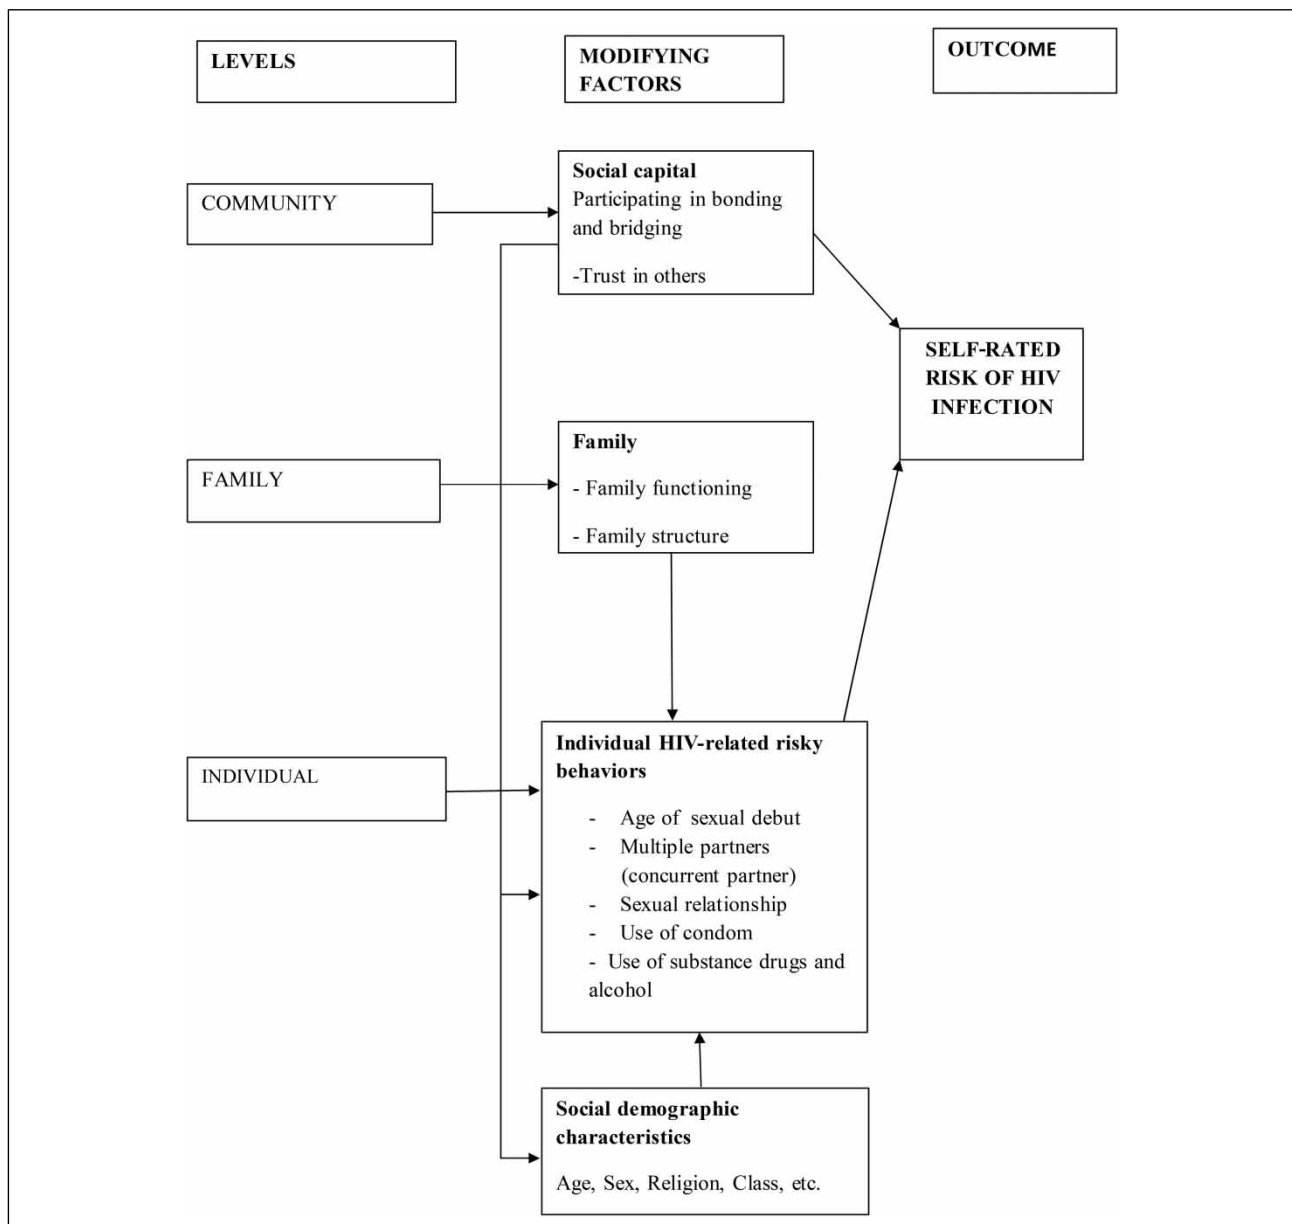 LEVELS
MODIFYING
FACTORS
OUTCOME
COMMUNITY
Social capital
Participating in bonding
and bridging
-Trust in others
SELF-RATED
RISK OF HIV
INFECTION
FAMILY
Family
- Family functioning
- Family structure
INDIVIDUAL
Individual HIV-related risky
behaviors
- Age of sexual debut
- Multiple partners
(concurrent partner)
- Sexual relationship
- Use of condom
- Use of substance drugs and
alcohol
Social demographic
characteristics
Age, Sex, Religion, Class, etc.